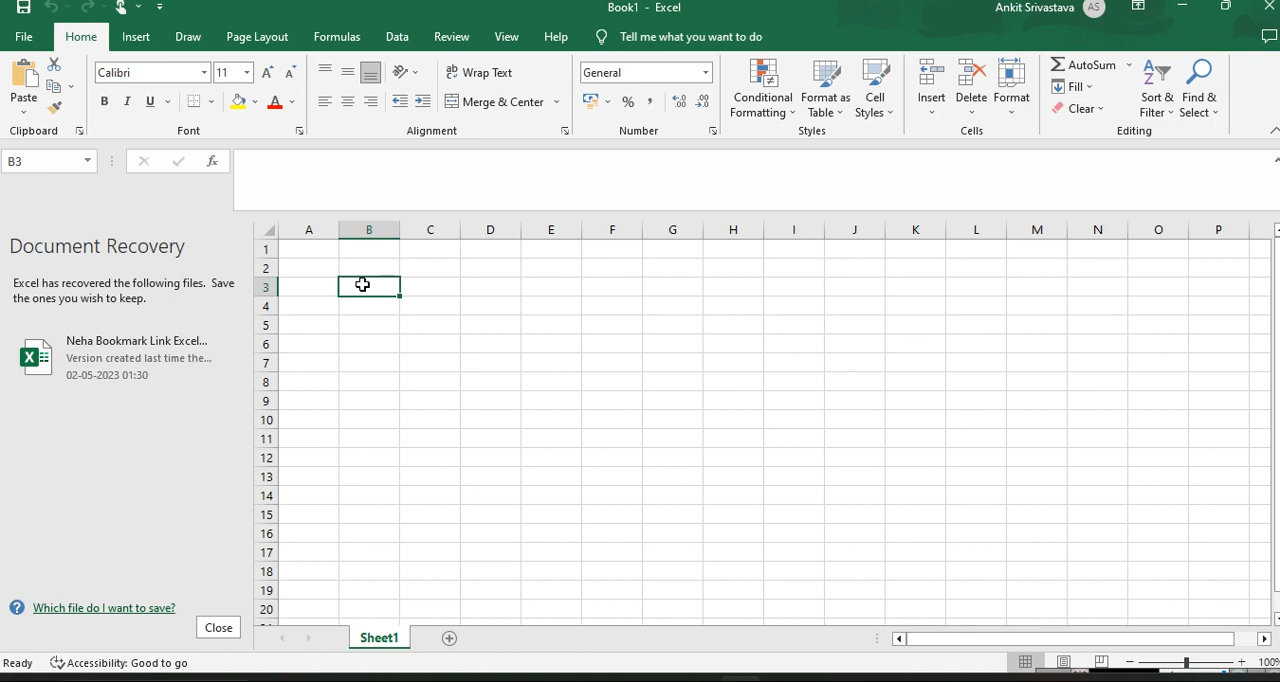 Book1 - Excel
Ankit Srivastava
AS
File
Home
Insert
Draw
Page Layout
Formulas
Data
Review
View
Help
Tell me what you want to do
Paste
Calibri
11
Wrap Text
Merge & Center
General
Conditional
Formatting
Format as
Table
Cell
Styles
Insert
Delete
Format
AutoSum
Fill
Clear
Sort &
Filter
Find &
Select
Clipboard
Font
Alignment
Number
Styles
Cells
Editing
B3
fx
A B C D E F G H I J K L M N O P
1
2
3
4
5
6
7
8
9
10
11
12
13
14
15
16
17
18
19
20
Document Recovery
Excel has recovered the following files. Save
the ones you wish to keep.
Neha Bookmark Link Excel...
Version created last time the...
02-05-2023 01:30
Which file do I want to save?
Close
Sheet1
Ready
Accessibility: Good to go
100%